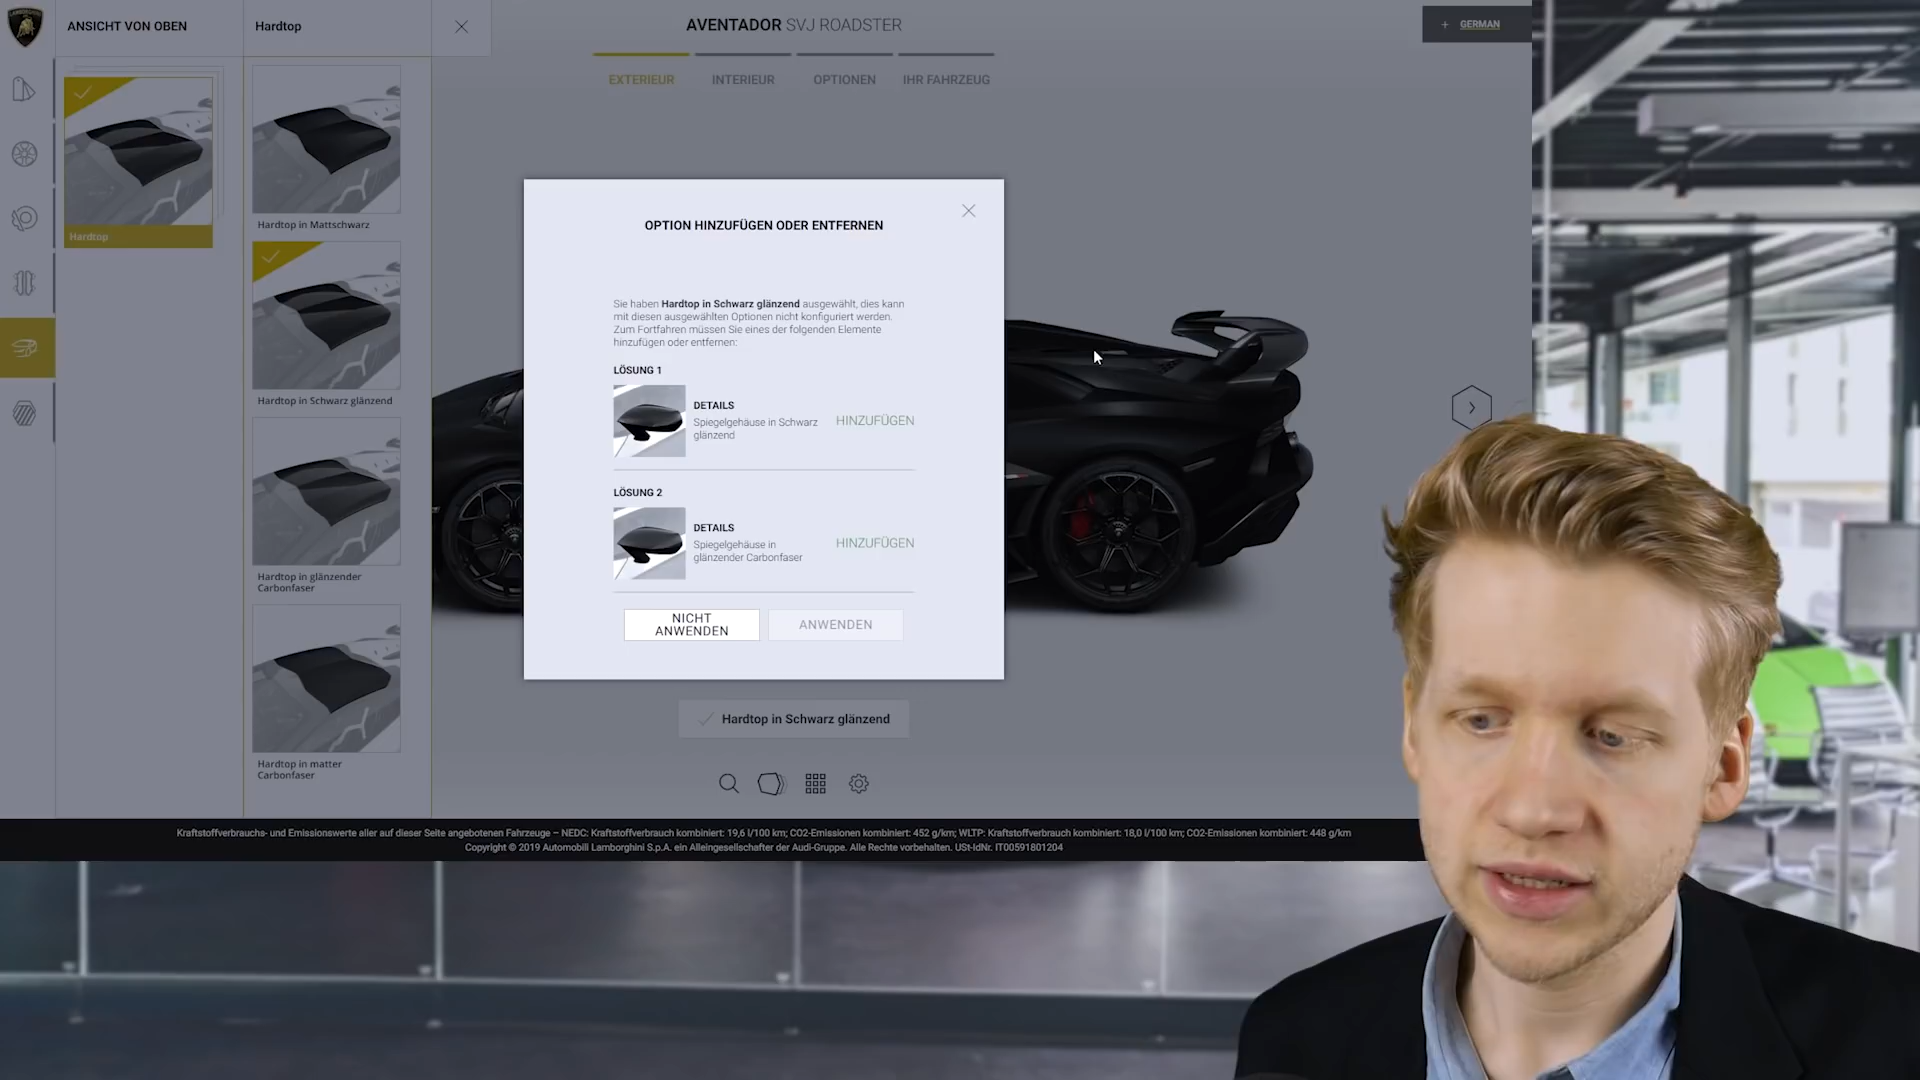 ANSICHT VON OBEN
Hardtop
AVENTADOR SVJ ROADSTER
+ GERMAN
EXTERIEUR
INTERIEUR
OPTIONEN
IHR FAHRZEUG
Hardtop
Hardtop in Mattschwarz
Hardtop in Schwarz glänzend
Hardtop in glänzender
Carbonfaser
Hardtop in matter
Carbonfaser
OPTION HINZUFÜGEN ODER ENTFERNEN
Sie haben Hardtop in Schwarz glänzend ausgewählt, dies kann
mit diesen ausgewählten Optionen nicht konfiguriert werden.
Zum Fortfahren müssen Sie eines der folgenden Elemente
hinzufügen oder entfernen:
LÖSUNG 1
DETAILS
Spiegelgehäuse in Schwarz
glänzend
HINZUFÜGEN
LÖSUNG 2
DETAILS
Spiegelgehäuse in
glänzender Carbonfaser
HINZUFÜGEN
NICHT
ANWENDEN
ANWENDEN
Hardtop in Schwarz glänzend
Kraftstoffverbrauchs- und Emissionswerte aller auf dieser Seite angebotenen Fahrzeuge – NEDC: Kraftstoffverbrauch kombiniert: 19,6 l/100 km; CO2-Emissionen kombiniert: 452 g/km; WLTP: Kraftstoffverbrauch kombiniert: 18,0 l/100 km; CO2-Emissionen kombiniert: 448 g/km
Copyright © 2019 Automobili Lamborghini S.p.A. ein Alleingesellschafter der Audi-Gruppe. Alle Rechte vorbehalten. USt-IdNr. IT00591801204